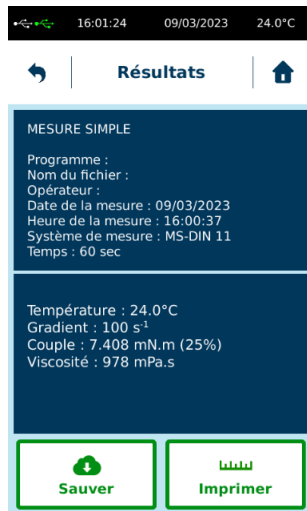 16:01:24 09/03/2023 24.0°C
Résultats
MESURE SIMPLE
Programme :
Nom du fichier :
Opérateur :
Date de la mesure : 09/03/2023
Heure de la mesure : 16:00:37
Système de mesure : MS-DIN 11
Temps : 60 sec
Température : 24.0°C
Gradient : 100 s⁻¹
Couple : 7.408 mN.m (25%)
Viscosité : 978 mPa.s
Sauver Imprimer